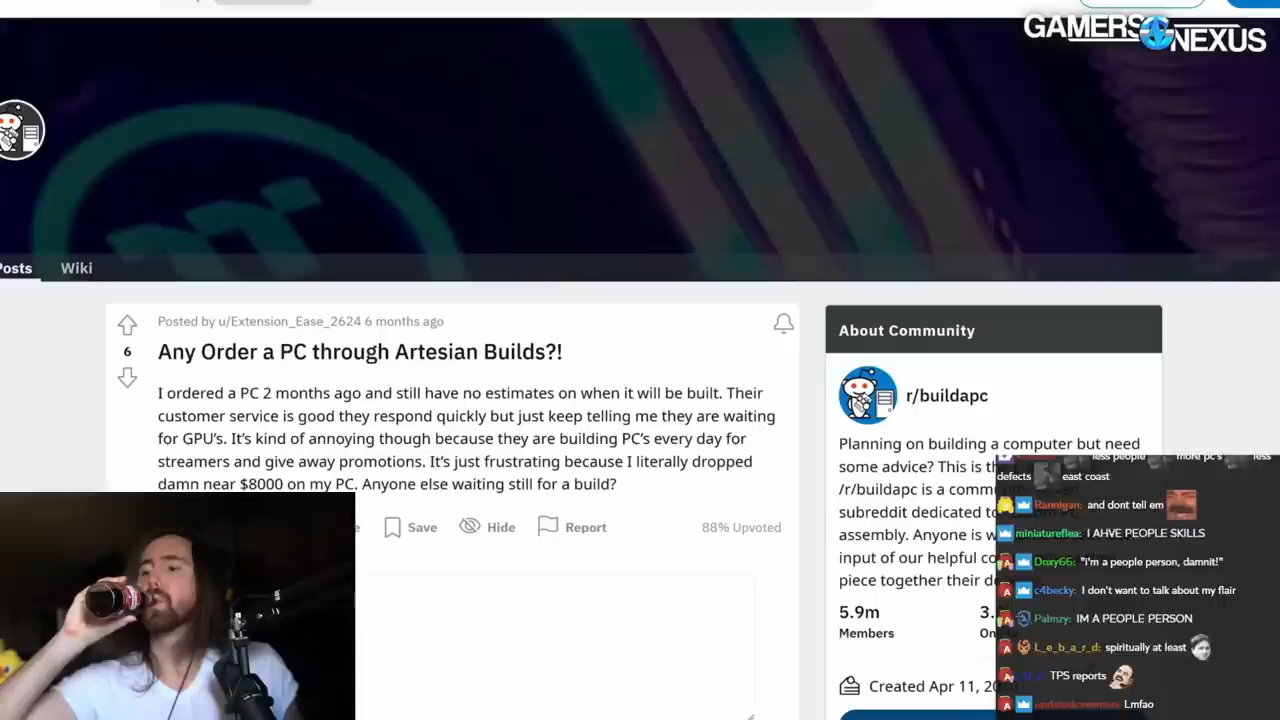 GAMERS NEXUS
Posts Wiki
Posted by u/Extension_Ease_2624 6 months ago
6
Any Order a PC through Artesian Builds?!
I ordered a PC 2 months ago and still have no estimates on when it will be built. Their
customer service is good they respond quickly but just keep telling me they are waiting
for GPU's. It's kind of annoying though because they are building PC's every day for
streamers and give away promotions. It's just frustrating because I literally dropped
damn near $8000 on my PC. Anyone else waiting still for a build?
Save Hide Report 88% Upvoted
About Community
r/buildapc
Planning on building a computer but need
some advice? This is
/r/buildapc is a
subreddit dedicated to
assembly. Anyone is
input of our helpful
piece together their
5.9m
Members
Created Apr 11,
less people more pc's less
defects east coast
Rannigan: and dont tell em
miniatureflea: I AHVE PEOPLE SKILLS
Doxy66: "i'm a people person, damnit!"
c4becky: I don't want to talk about my flair
Palmzy: IM A PEOPLE PERSON
L_e_b_a_r_d: spiritually at least
TPS reports
Lmfao